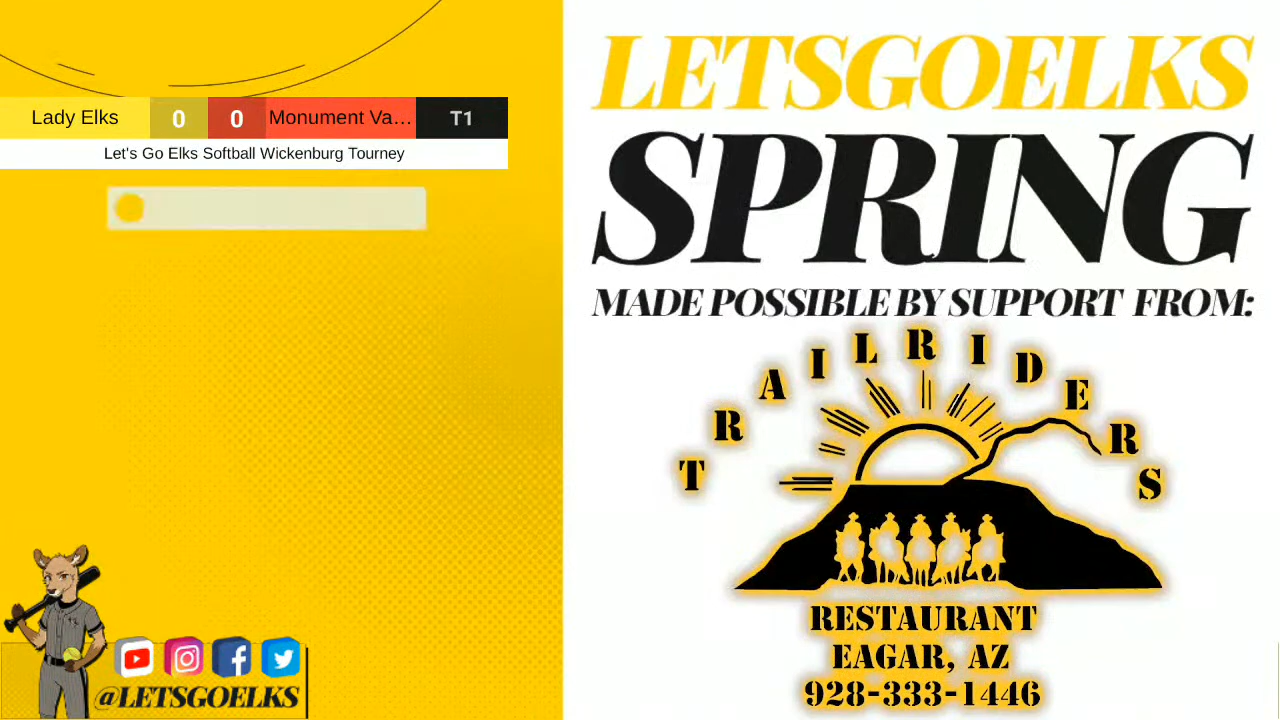 Lady Elks 0 0 Monument Va... T1
Let's Go Elks Softball Wickenburg Tourney
@LETSGOELKS
LETSGOELKS
SPRING
MADE POSSIBLE BY SUPPORT FROM:
TRAILRIDERS
RESTAURANT
EAGAR, AZ
928-333-1446